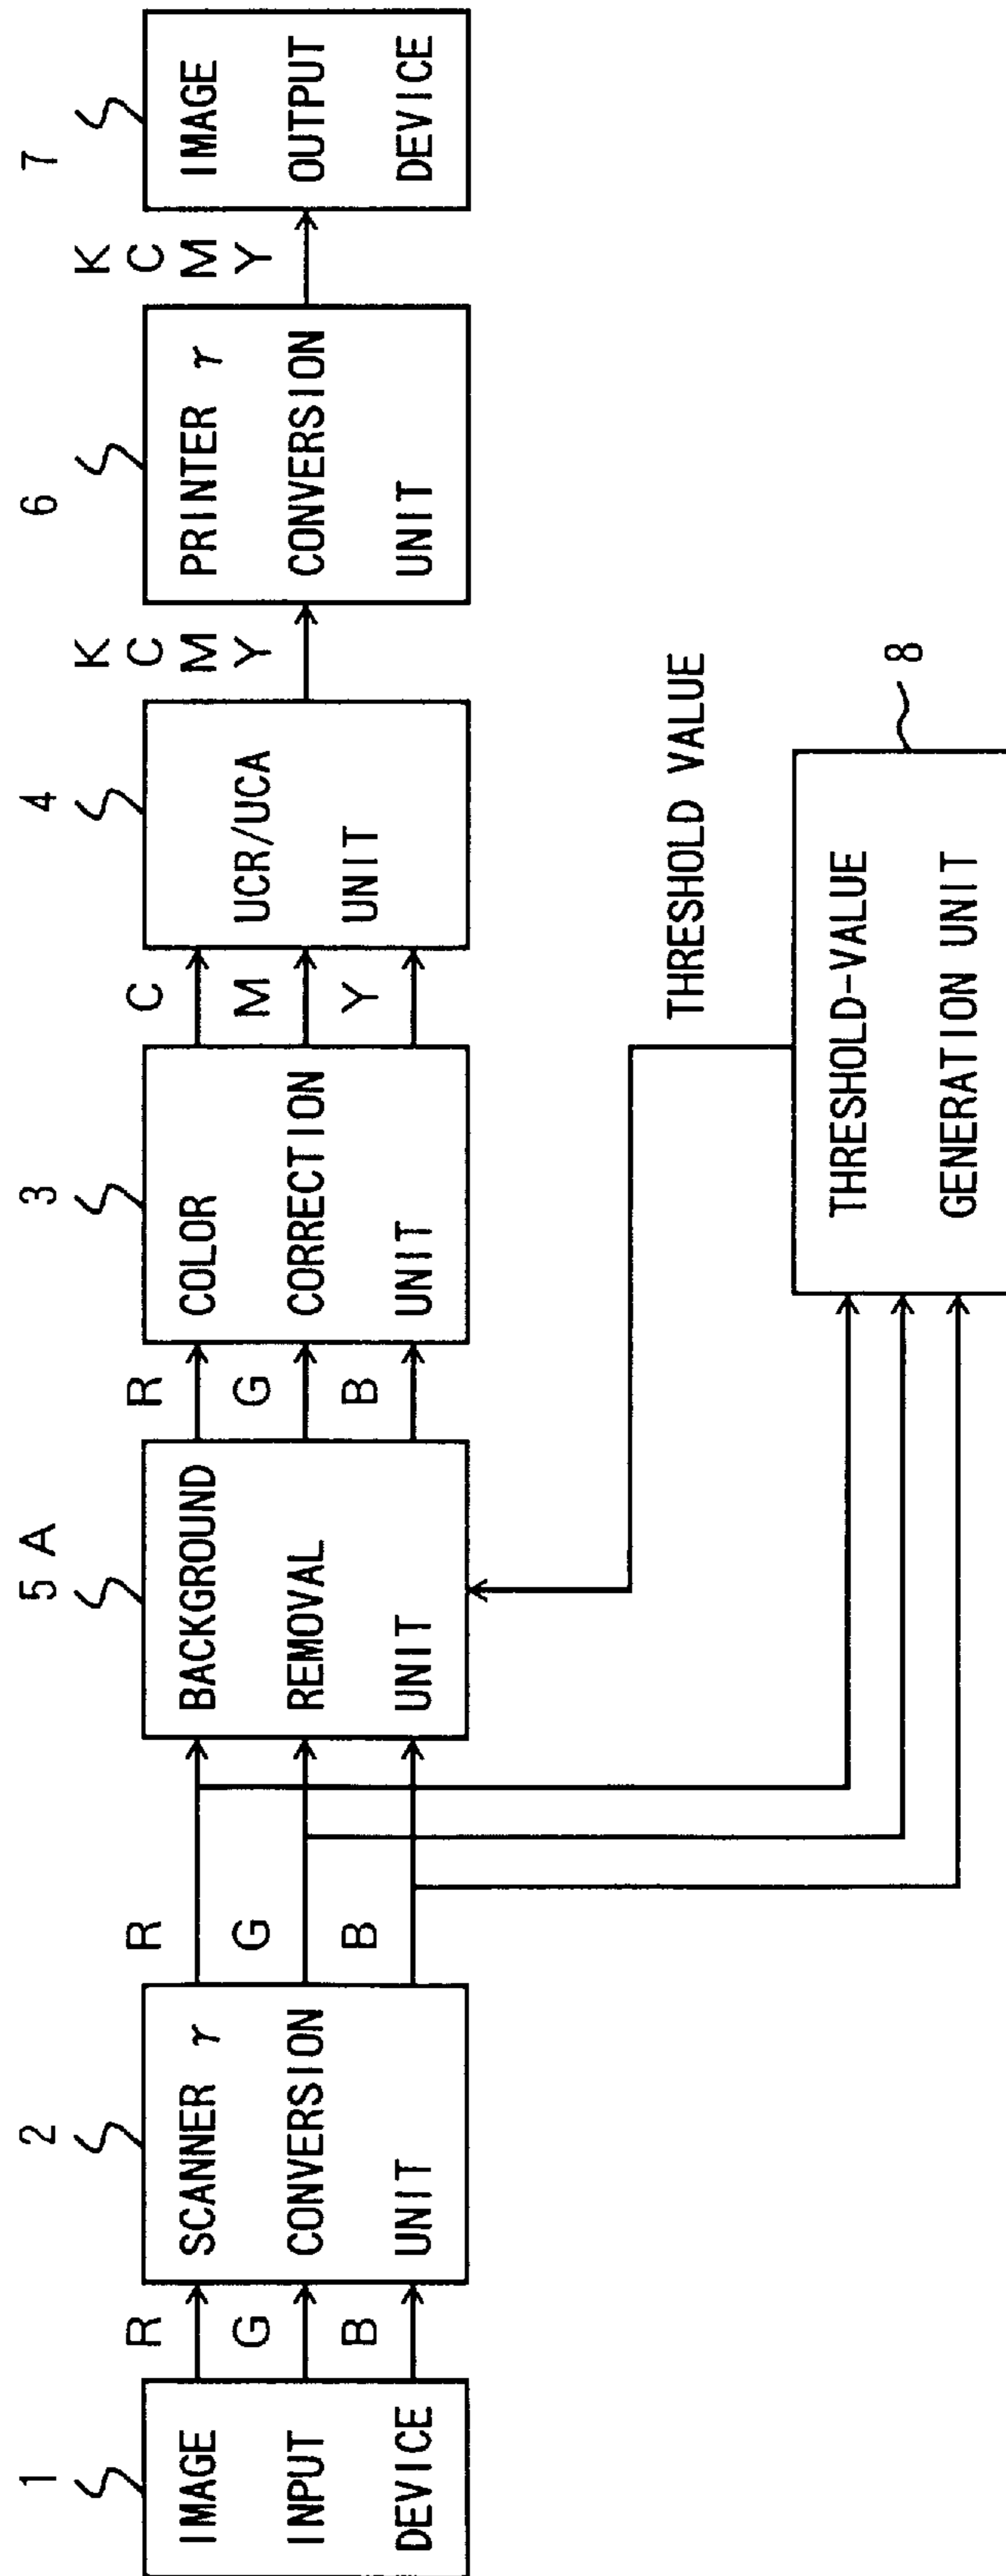 1
IMAGE
INPUT
DEVICE
R
G
B
2
SCANNER γ
CONVERSION
UNIT
R
G
B
5 A
BACKGROUND
REMOVAL
UNIT
R
G
B
3
COLOR
CORRECTION
UNIT
C
M
Y
4
UCR/UCA
UNIT
K
C
M
Y
6
PRINTER γ
CONVERSION
UNIT
K
C
M
Y
7
IMAGE
OUTPUT
DEVICE
THRESHOLD VALUE
THRESHOLD-VALUE
GENERATION UNIT
8